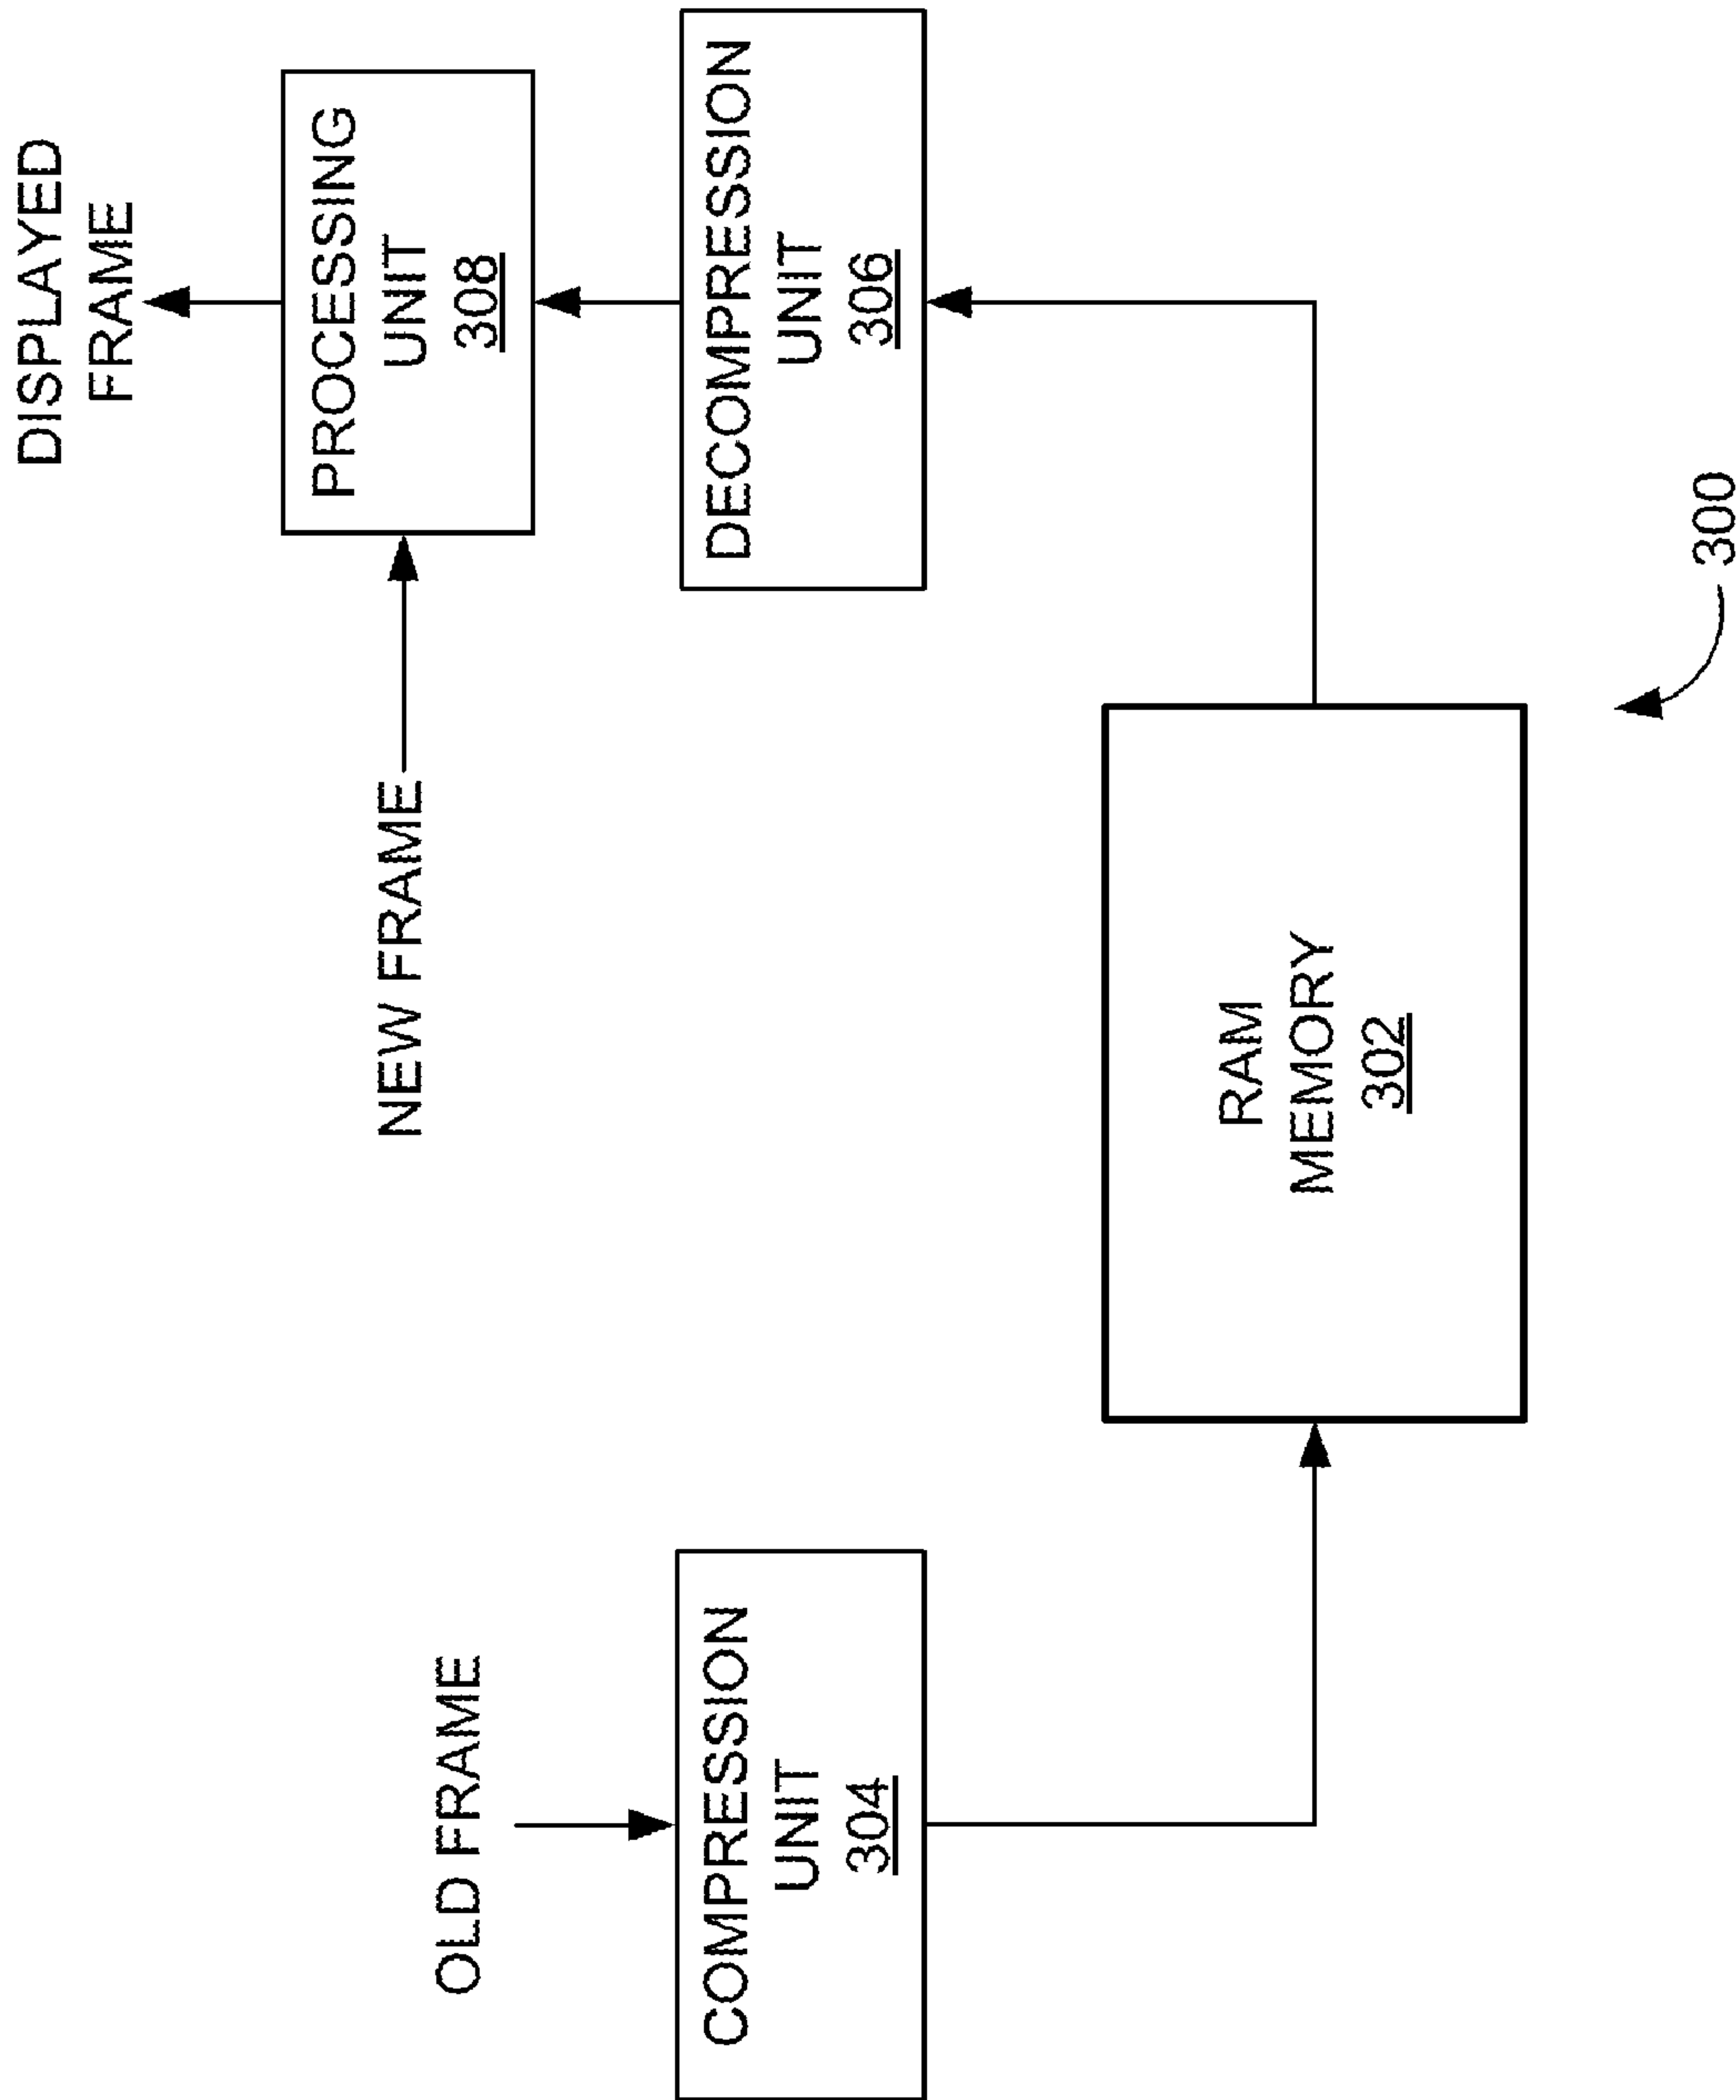 DISPLAYED
FRAME
PROCESSING
UNIT
308
NEW FRAME
OLD FRAME
COMPRESSION
UNIT
304
DECOMPRESSION
UNIT
306
RAM
MEMORY
302
300